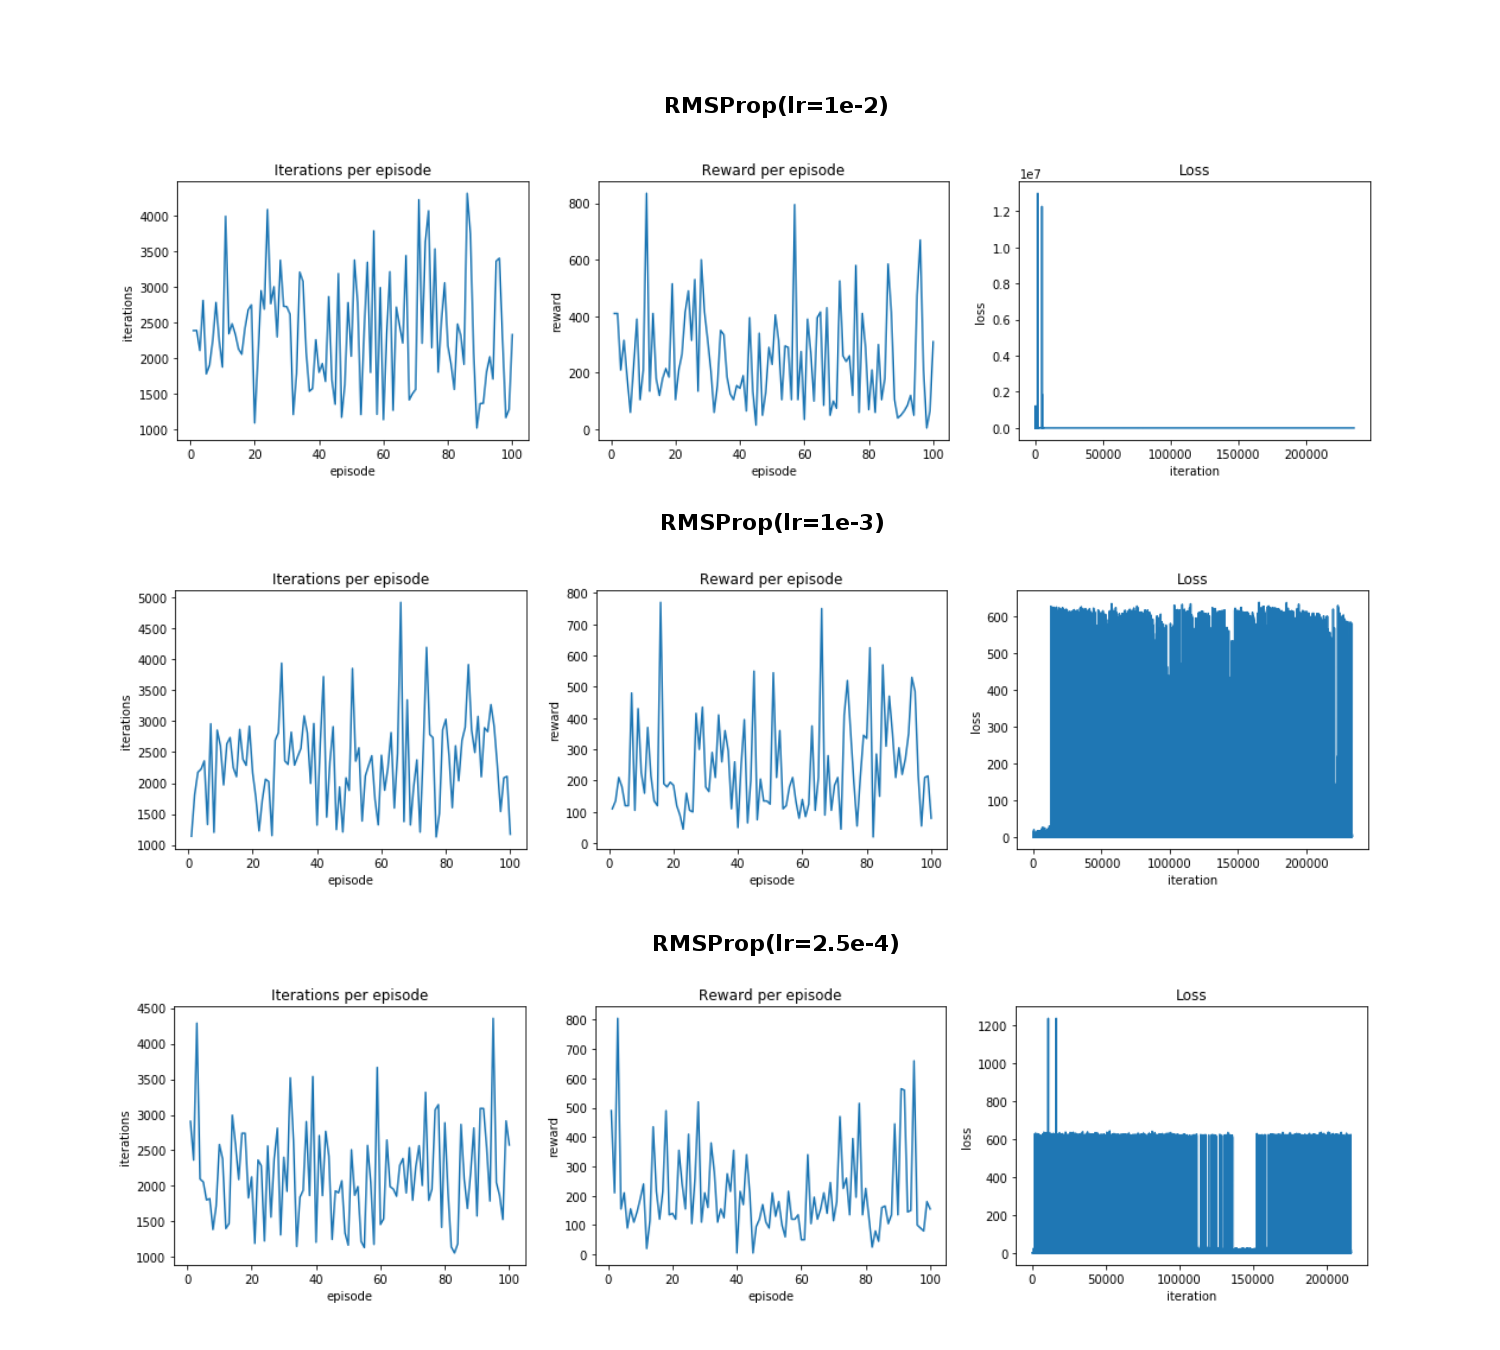 RMSProp(lr=1e-2)
Iterations per episode
Reward per episode
Loss
1e7
4000
3500
3000
2500
2000
1500
1000
iterations
0 20 40 60 80 100
episode
800
600
400
200
0
reward
0 20 40 60 80 100
episode
1.2
1.0
0.8
0.6
0.4
0.2
0.0
loss
0 50000 100000 150000 200000
iteration
RMSProp(lr=1e-3)
Iterations per episode
Reward per episode
Loss
5000
4500
4000
3500
3000
2500
2000
1500
1000
iterations
0 20 40 60 80 100
episode
800
700
600
500
400
300
200
100
0
reward
0 20 40 60 80 100
episode
600
500
400
300
200
100
0
loss
0 50000 100000 150000 200000
iteration
RMSProp(lr=2.5e-4)
Iterations per episode
Reward per episode
Loss
4500
4000
3500
3000
2500
2000
1500
1000
iterations
0 20 40 60 80 100
episode
800
700
600
500
400
300
200
100
0
reward
0 20 40 60 80 100
episode
1200
1000
800
600
400
200
0
loss
0 50000 100000 150000 200000
iteration